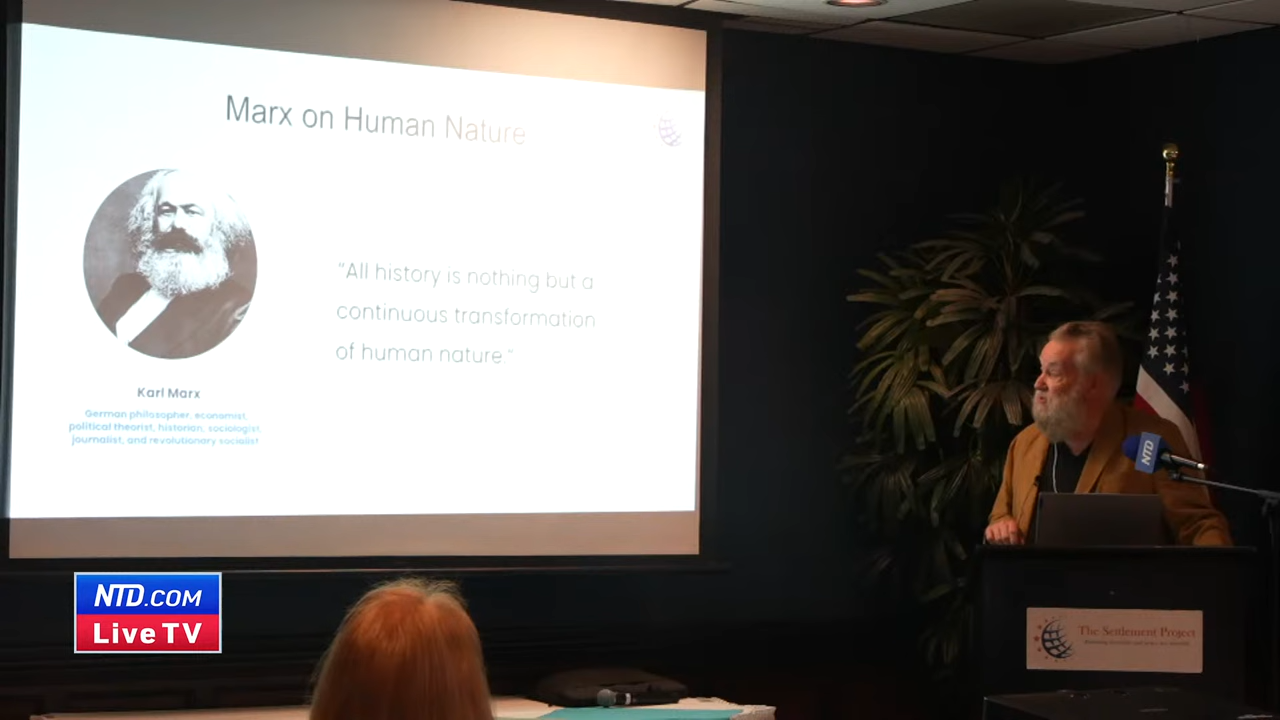 Marx on Human Nature
"All history is nothing but a
continuous transformation
of human nature."
Karl Marx
German philosopher, economist,
political theorist, historian, sociologist,
journalist, and revolutionary socialist
NTD
The Settlement Project
NTD.COM
Live TV